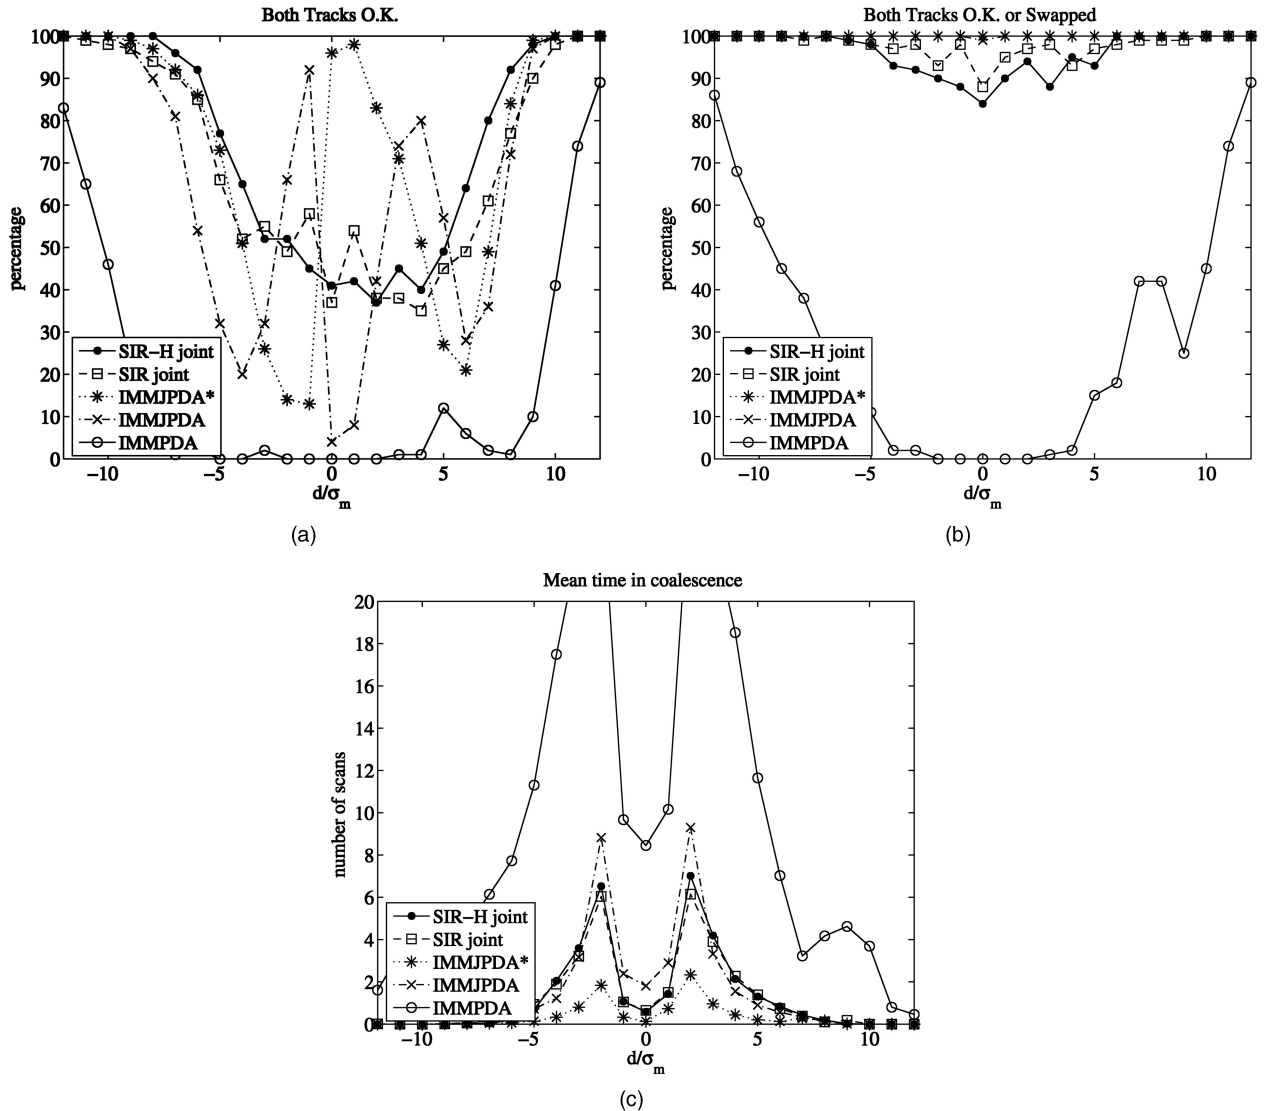 Both Tracks O.K.
percentage
100
90
80
70
60
50
40
30
20
10
0
−10
−5
0
5
10
d/σm
SIR−H joint
SIR joint
IMMJPDA*
IMMJPDA
IMMPDA
(a)
Both Tracks O.K. or Swapped
percentage
100
90
80
70
60
50
40
30
20
10
0
−10
−5
0
5
10
d/σm
SIR−H joint
SIR joint
IMMJPDA*
IMMJPDA
IMMPDA
(b)
Mean time in coalescence
number of scans
20
18
16
14
12
10
8
6
4
2
0
−10
−5
0
5
10
d/σm
SIR−H joint
SIR joint
IMMJPDA*
IMMJPDA
IMMPDA
(c)